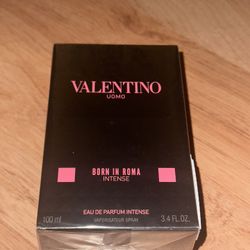 VALENTINO
UOMO
BORN IN ROMA
INTENSE
EAU DE PARFUM INTENSE
VAPORISATEUR SPRAY
100 ml
3.4 FL.OZ.